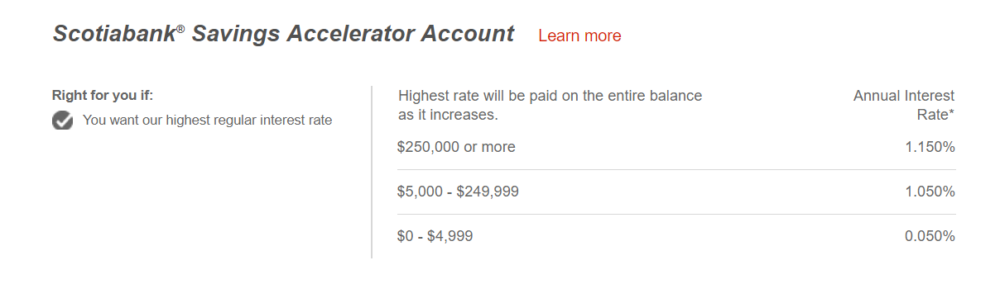 Scotiabank® Savings Accelerator Account Learn more
Right for you if:
You want our highest regular interest rate
Highest rate will be paid on the entire balance
as it increases.
Annual Interest
Rate*
$250,000 or more 1.150%
$5,000 - $249,999 1.050%
$0 - $4,999 0.050%